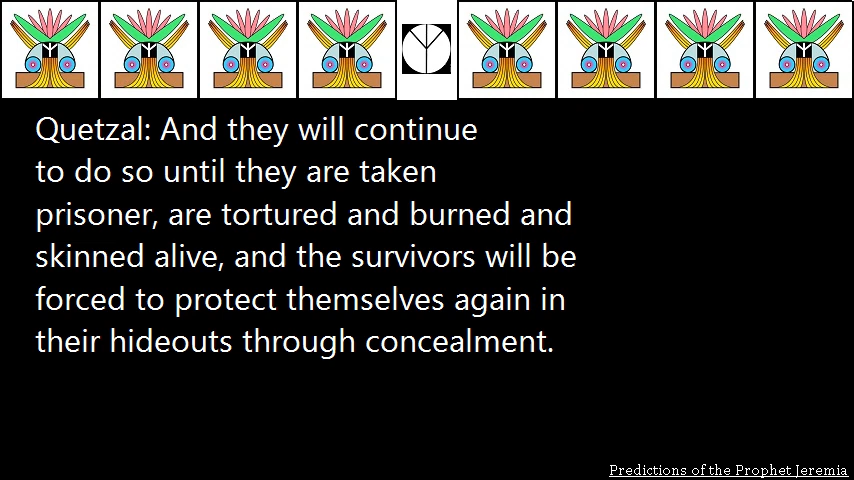 Quetzal: And they will continue
to do so until they are taken
prisoner, are tortured and burned and
skinned alive, and the survivors will be
forced to protect themselves again in
their hideouts through concealment.
Predictions of the Prophet Jeremia